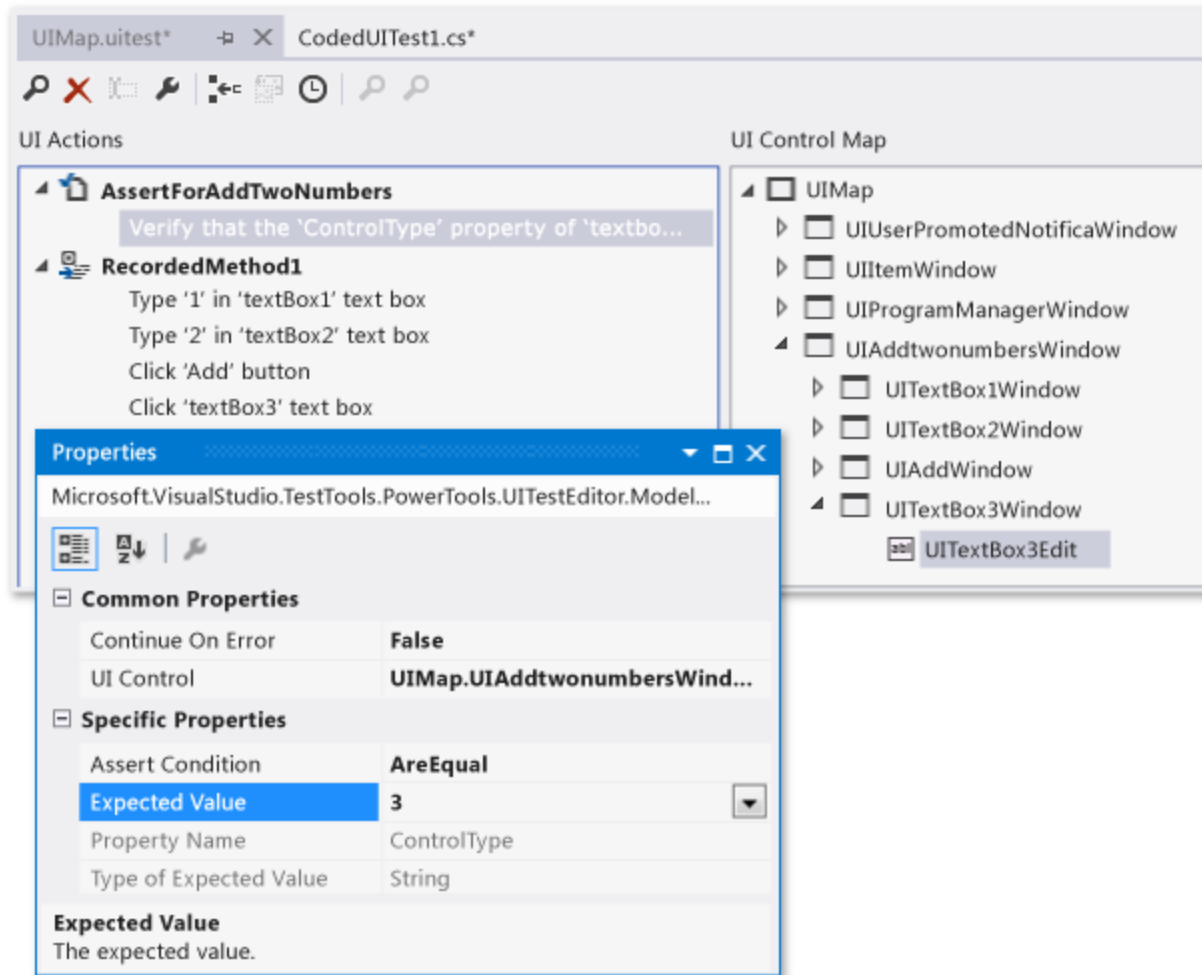 UIMap.uitest*
CodedUITest1.cs*
UI Actions
AssertForAddTwoNumbers
Verify that the ‘ControlType’ property of ‘textbo...
RecordedMethod1
Type ‘1’ in ‘textBox1’ text box
Type ‘2’ in ‘textBox2’ text box
Click ‘Add’ button
Click ‘textBox3’ text box
UI Control Map
UIMap
UIUserPromotedNotificaWindow
UIItemWindow
UIProgramManagerWindow
UIAddtwonumbersWindow
UITextBox1Window
UITextBox2Window
UIAddWindow
UITextBox3Window
UITextBox3Edit
Properties
Microsoft.VisualStudio.TestTools.PowerTools.UITestEditor.Model...
Common Properties
Continue On Error False
UI Control UIMap.UIAddtwonumbersWind...
Specific Properties
Assert Condition AreEqual
Expected Value 3
Property Name ControlType
Type of Expected Value String
Expected Value
The expected value.